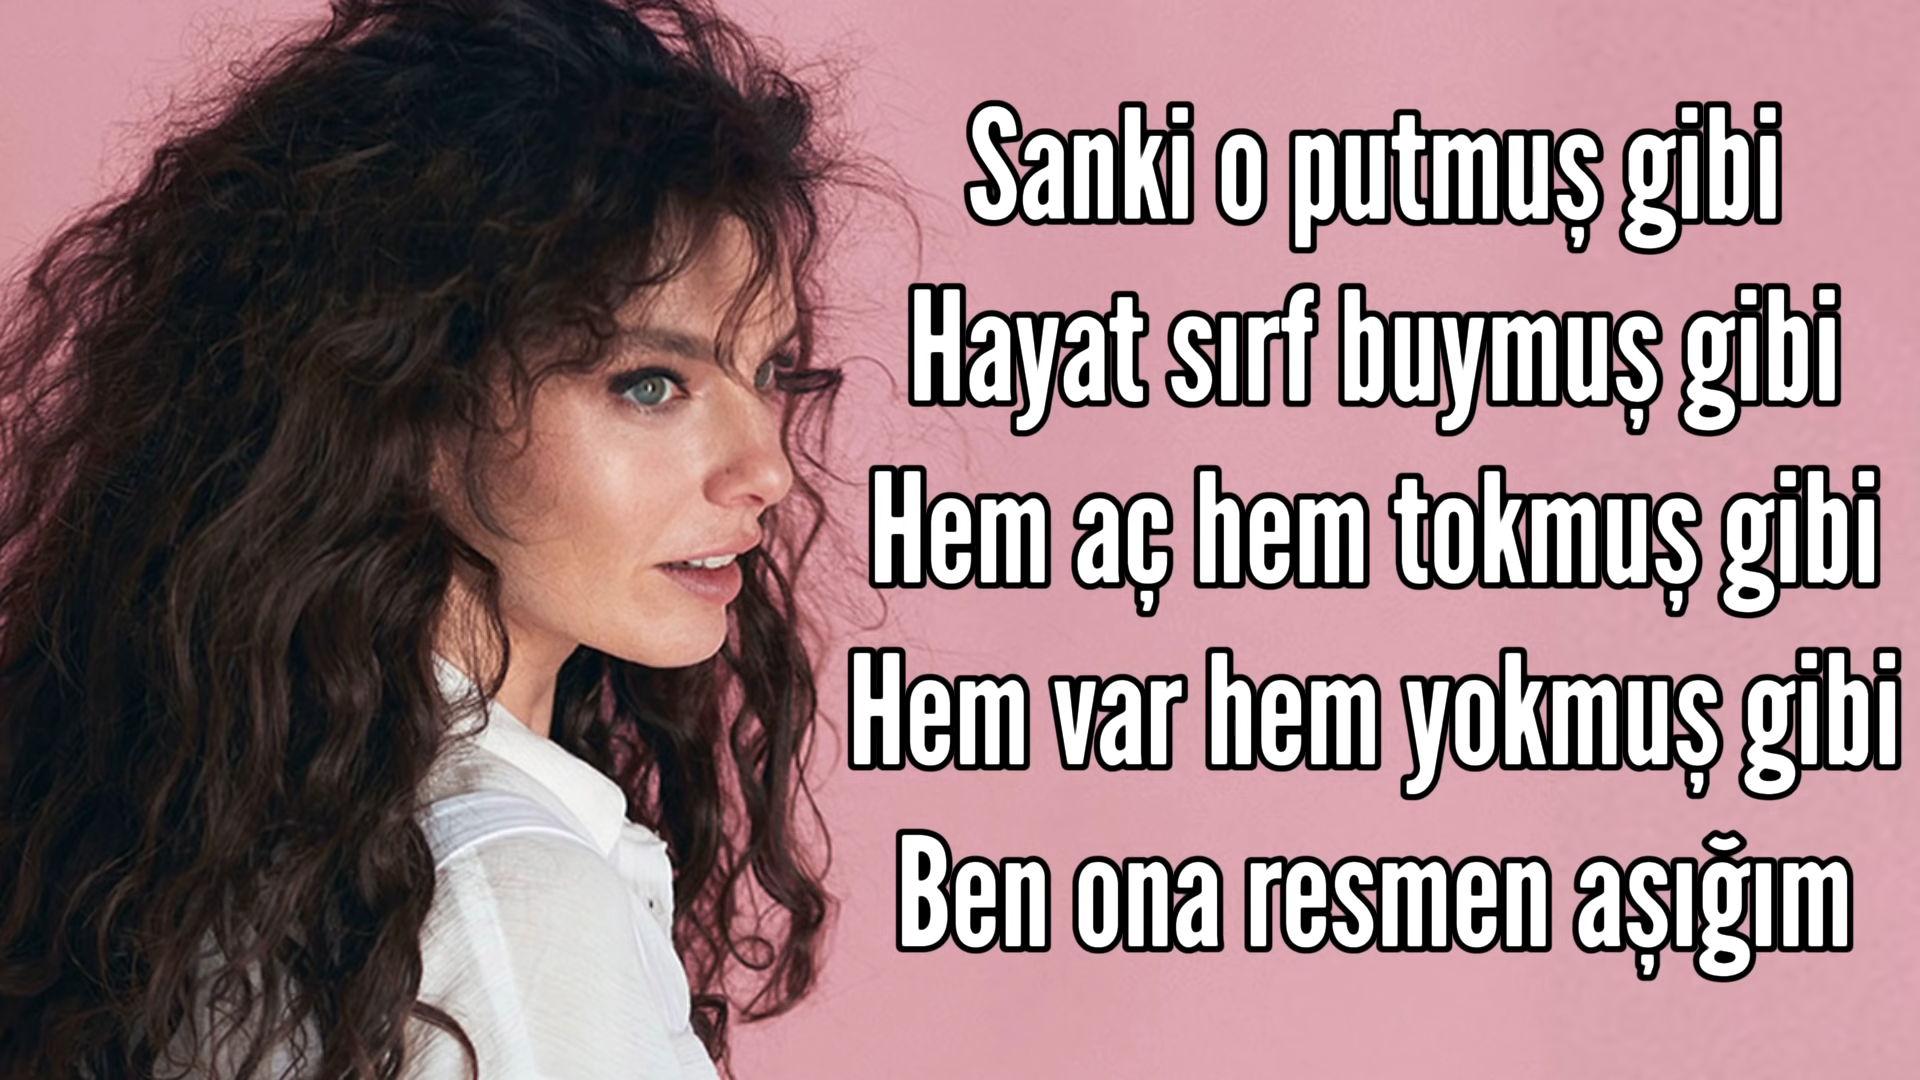 Sanki o putmuş gibi
Hayat sırf buymuş gibi
Hem aç hem tokmuş gibi
Hem var hem yokmuş gibi
Ben ona resmen aşığım